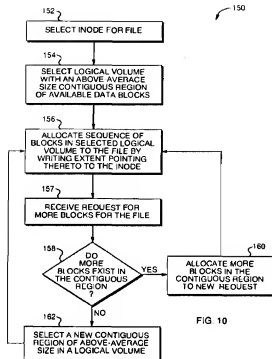 150
152
SELECT INODE FOR FILE
154
SELECT LOGICAL VOLUME
WITH AN ABOVE AVERAGE
SIZE CONTIGUOUS REGION
OF AVAILABLE DATA BLOCKS
156
ALLOCATE SEQUENCE OF
BLOCKS IN SELECTED LOGICAL
VOLUME TO THE FILE BY
WRITING EXTENT POINTING
THERETO TO THE INODE
157
RECEIVE REQUEST FOR
MORE BLOCKS FOR THE FILE
158
DO
MORE
BLOCKS EXIST IN
THE CONTIGUOUS
REGION
?
YES
160
ALLOCATE MORE
BLOCKS IN THE
CONTIGUOUS REGION
TO NEW REQUEST
NO
162
SELECT A NEW CONTIGUOUS
REGION OF ABOVE-AVERAGE
SIZE IN A LOGICAL VOLUME
FIG. 10